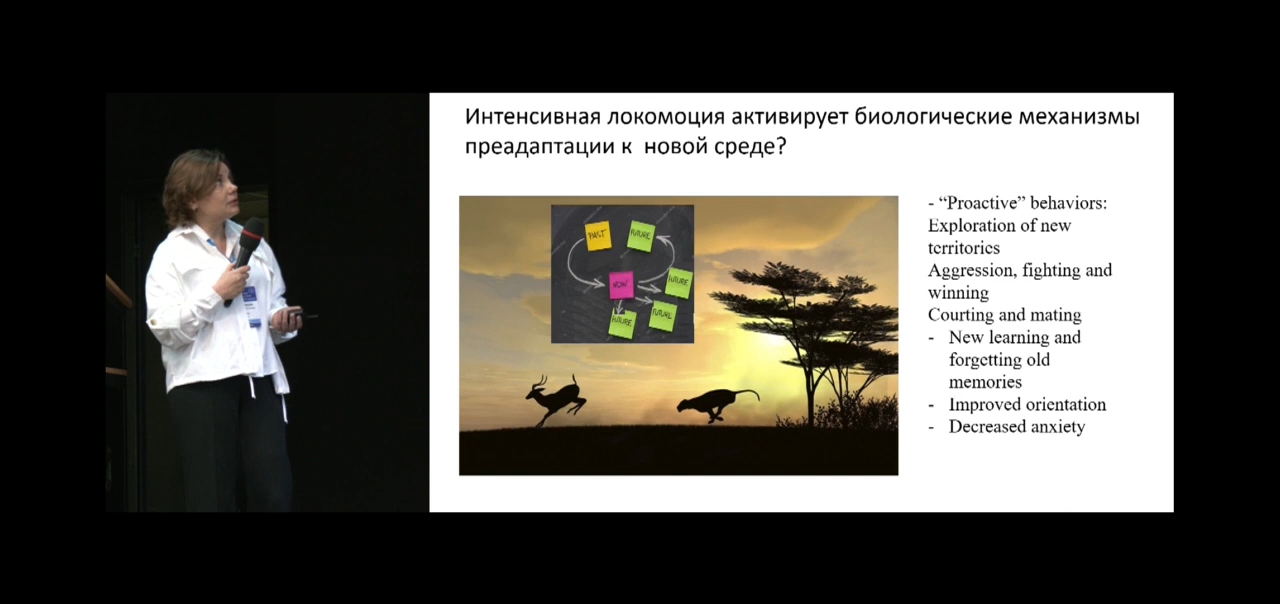 Интенсивная локомоция активирует биологические механизмы
преадаптации к новой среде?
PAST
FUTURE
NOW
FUTURE
FUTURE
FUTURE
- “Proactive” behaviors:
Exploration of new
territories
Aggression, fighting and
winning
Courting and mating
- New learning and
forgetting old
memories
- Improved orientation
- Decreased anxiety